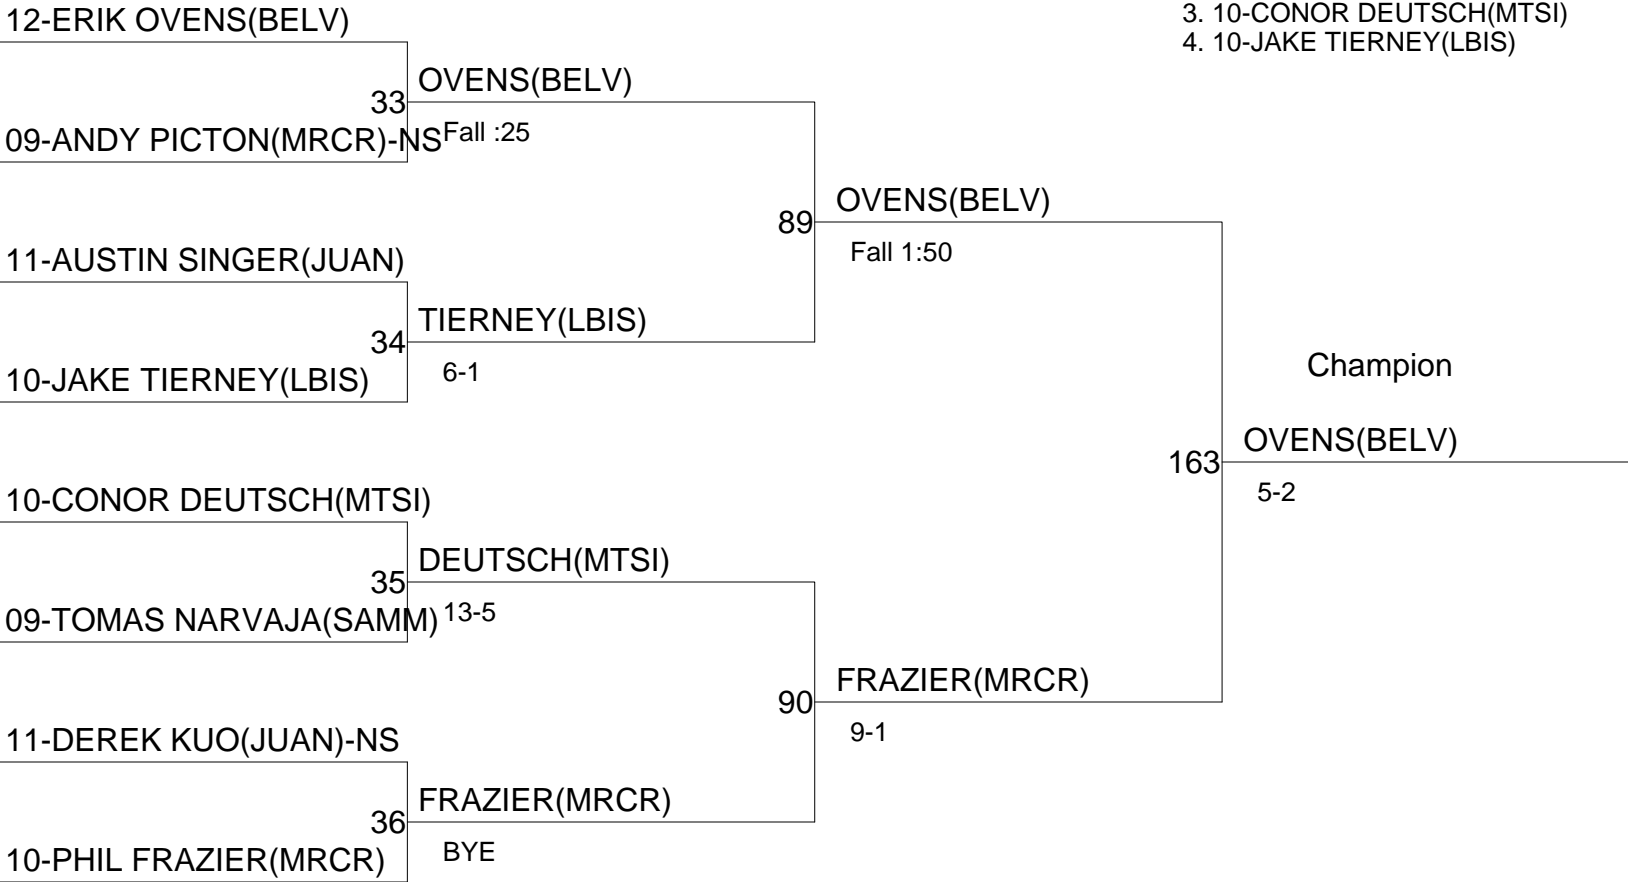 12-ERIK OVENS(BELV)
3. 10-CONOR DEUTSCH(MTSI)
4. 10-JAKE TIERNEY(LBIS)
OVENS(BELV)
33
Fall :25
09-ANDY PICTON(MRCR)-NS
OVENS(BELV)
89
Fall 1:50
11-AUSTIN SINGER(JUAN)
TIERNEY(LBIS)
34
6-1
10-JAKE TIERNEY(LBIS)
Champion
OVENS(BELV)
163
5-2
10-CONOR DEUTSCH(MTSI)
DEUTSCH(MTSI)
35
13-5
09-TOMAS NARVAJA(SAMM)
FRAZIER(MRCR)
90
9-1
11-DEREK KUO(JUAN)-NS
FRAZIER(MRCR)
36
BYE
10-PHIL FRAZIER(MRCR)